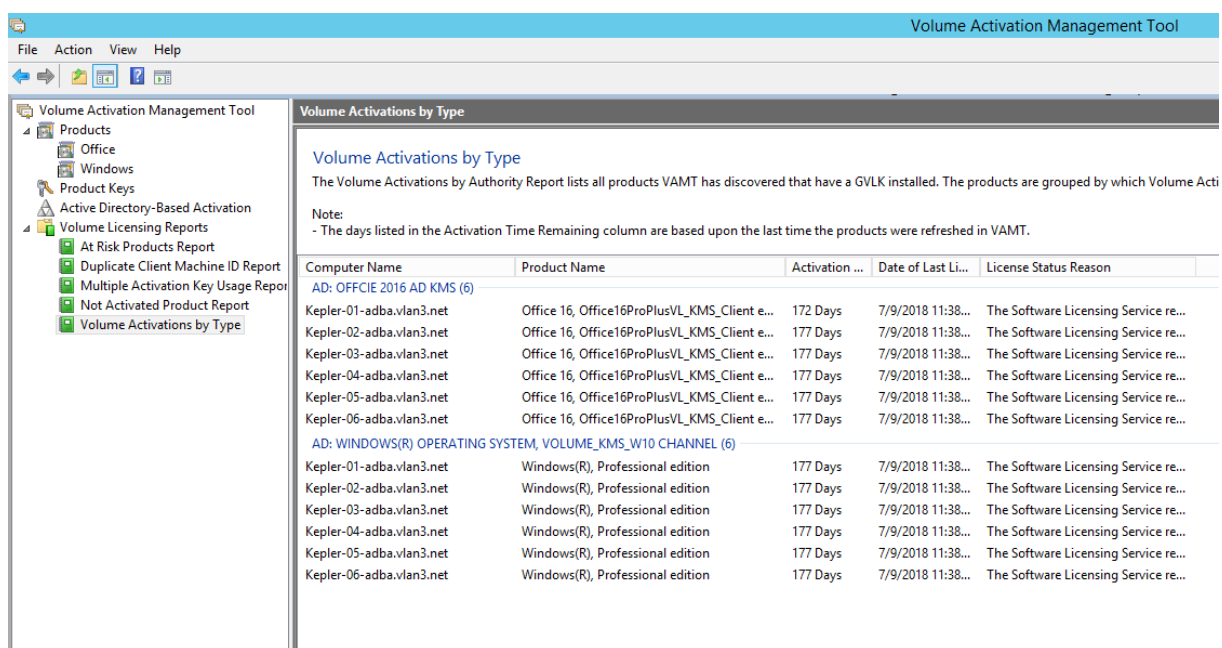 Volume Activation Management Tool
File Action View Help
Volume Activation Management Tool
Products
Office
Windows
Product Keys
Active Directory-Based Activation
Volume Licensing Reports
At Risk Products Report
Duplicate Client Machine ID Report
Multiple Activation Key Usage Repor
Not Activated Product Report
Volume Activations by Type
Volume Activations by Type
Volume Activations by Type
The Volume Activations by Authority Report lists all products VAMT has discovered that have a GVLK installed. The products are grouped by which Volume Acti
Note:
- The days listed in the Activation Time Remaining column are based upon the last time the products were refreshed in VAMT.
Computer Name Product Name Activation ... Date of Last Li... License Status Reason
AD: OFFCIE 2016 AD KMS (6)
Kepler-01-adba.vlan3.net Office 16, Office16ProPlusVL_KMS_Client e... 172 Days 7/9/2018 11:38... The Software Licensing Service re...
Kepler-02-adba.vlan3.net Office 16, Office16ProPlusVL_KMS_Client e... 177 Days 7/9/2018 11:38... The Software Licensing Service re...
Kepler-03-adba.vlan3.net Office 16, Office16ProPlusVL_KMS_Client e... 177 Days 7/9/2018 11:38... The Software Licensing Service re...
Kepler-04-adba.vlan3.net Office 16, Office16ProPlusVL_KMS_Client e... 177 Days 7/9/2018 11:38... The Software Licensing Service re...
Kepler-05-adba.vlan3.net Office 16, Office16ProPlusVL_KMS_Client e... 177 Days 7/9/2018 11:38... The Software Licensing Service re...
Kepler-06-adba.vlan3.net Office 16, Office16ProPlusVL_KMS_Client e... 177 Days 7/9/2018 11:38... The Software Licensing Service re...
AD: WINDOWS(R) OPERATING SYSTEM, VOLUME_KMS_W10 CHANNEL (6)
Kepler-01-adba.vlan3.net Windows(R), Professional edition 177 Days 7/9/2018 11:38... The Software Licensing Service re...
Kepler-02-adba.vlan3.net Windows(R), Professional edition 177 Days 7/9/2018 11:38... The Software Licensing Service re...
Kepler-03-adba.vlan3.net Windows(R), Professional edition 177 Days 7/9/2018 11:38... The Software Licensing Service re...
Kepler-04-adba.vlan3.net Windows(R), Professional edition 177 Days 7/9/2018 11:38... The Software Licensing Service re...
Kepler-05-adba.vlan3.net Windows(R), Professional edition 177 Days 7/9/2018 11:38... The Software Licensing Service re...
Kepler-06-adba.vlan3.net Windows(R), Professional edition 177 Days 7/9/2018 11:38... The Software Licensing Service re...